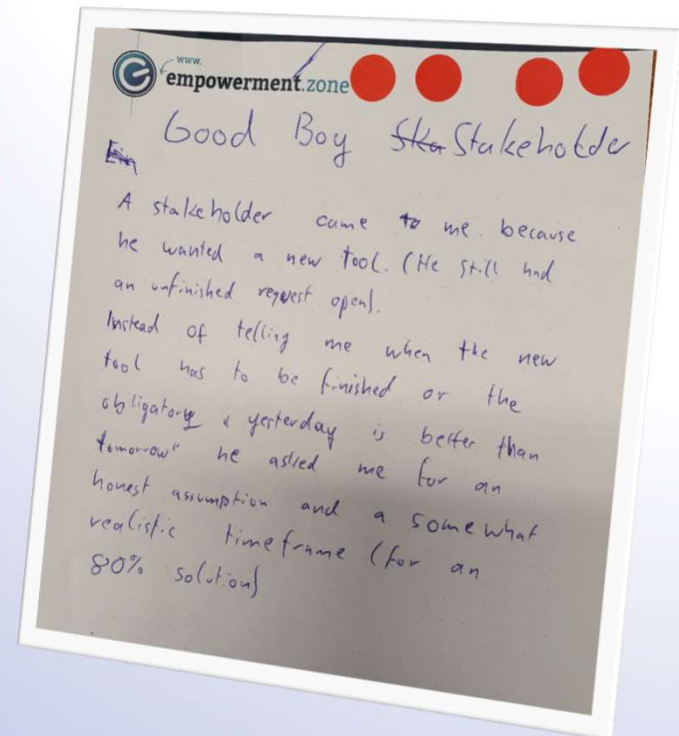 www.
empowerment.zone
Good Boy Ska Stakeholder
Ein
A stakeholder came to me because
he wanted a new tool. (He still had
an unfinished request open).
Instead of telling me when the new
tool has to be finished or the
obligatory "yesterday is better than
tomorrow" he asked me for an
honest assumption and a somewhat
realistic timeframe (for an
80% solution)